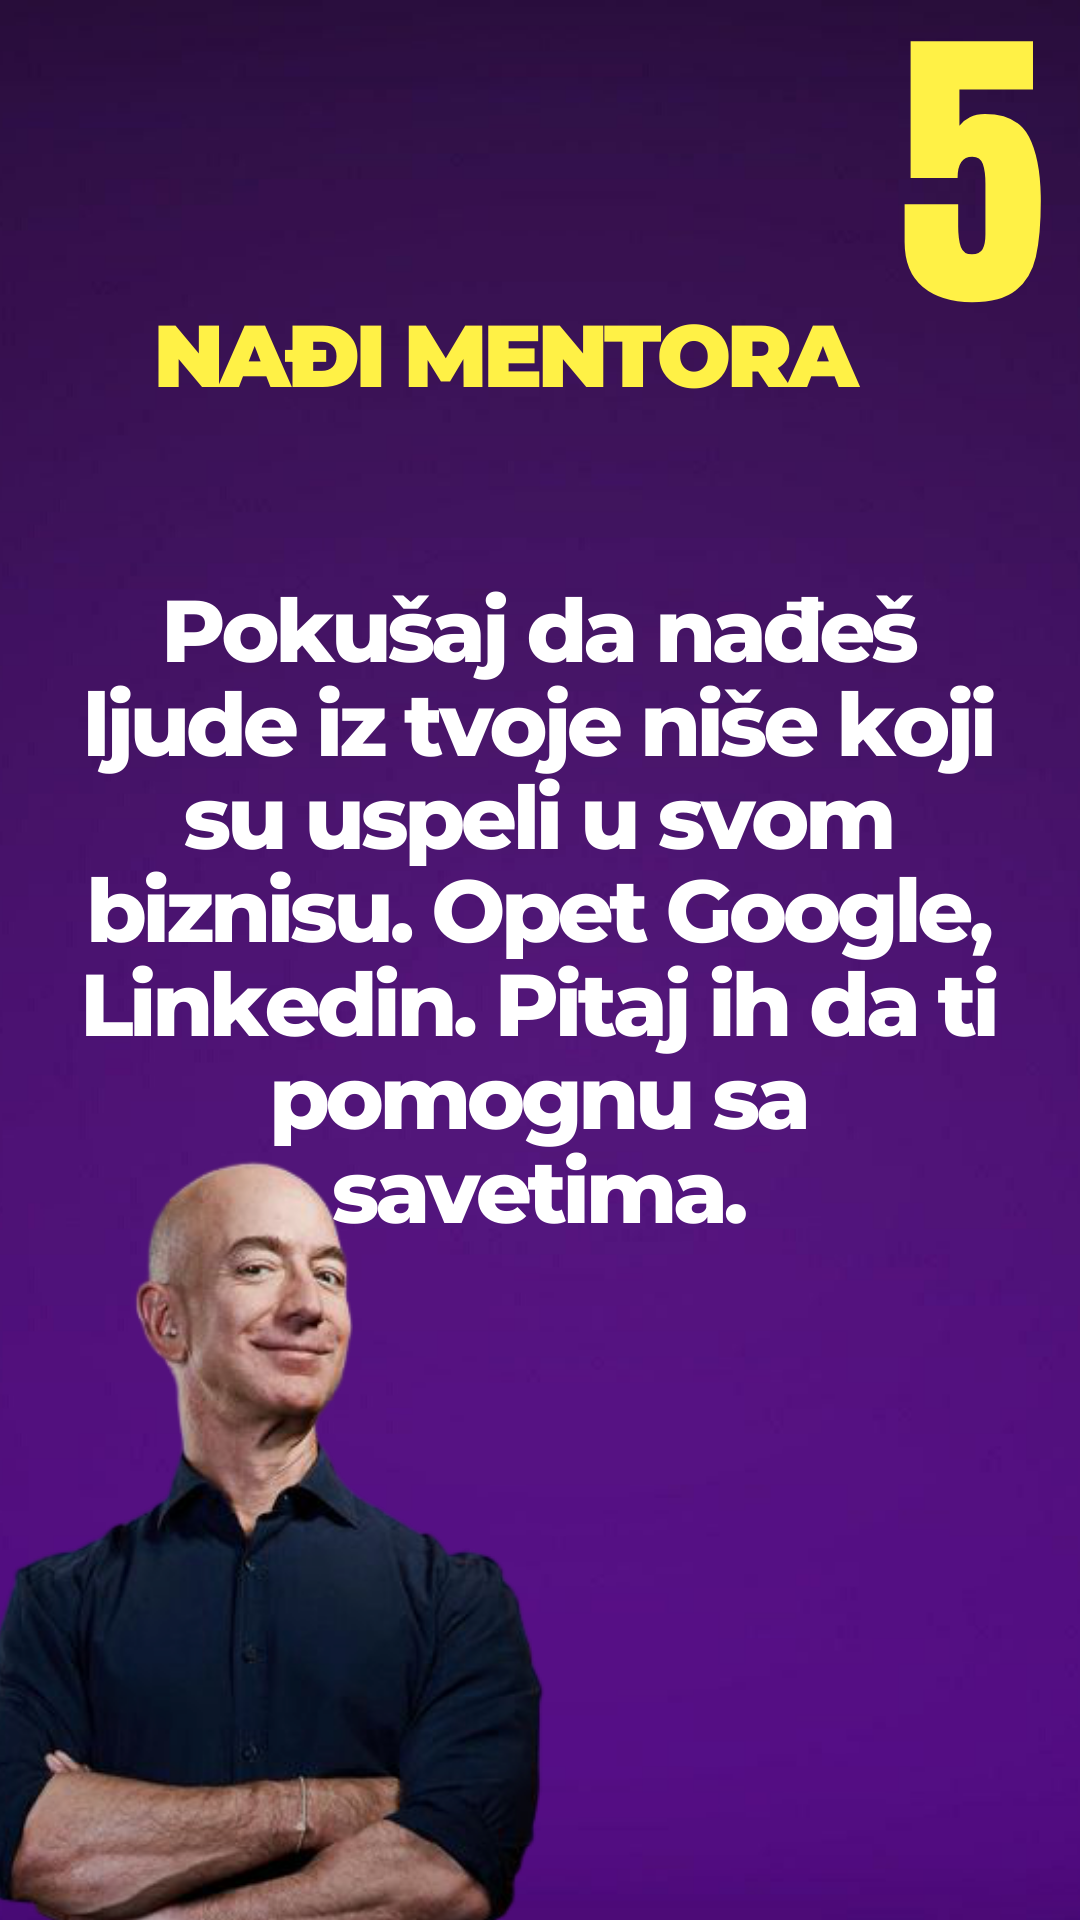 5
NAĐI MENTORA
Pokušaj da nađeš
ljude iz tvoje niše koji
su uspeli u svom
biznisu. Opet Google,
Linkedin. Pitaj ih da ti
pomognu sa
savetima.